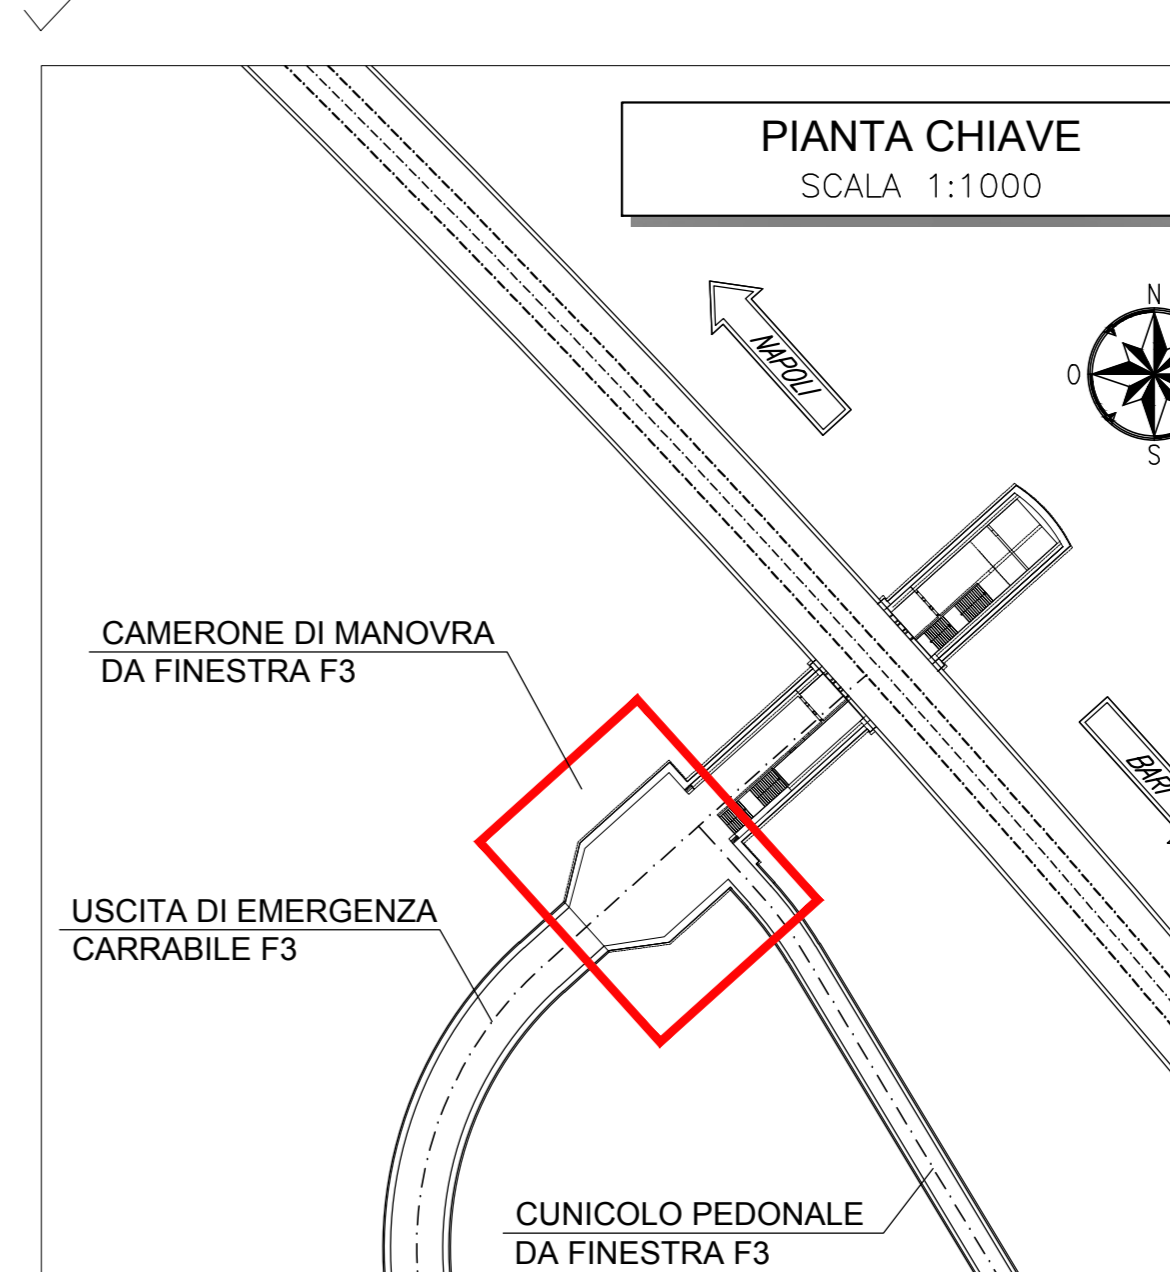 PIANTA CHIAVE
SCALA 1:1000
NAPOLI
N
O
S
CAMERONE DI MANOVRA
DA FINESTRA F3
BARI
USCITA DI EMERGENZA
CARRABILE F3
CUNICOLO PEDONALE
DA FINESTRA F3